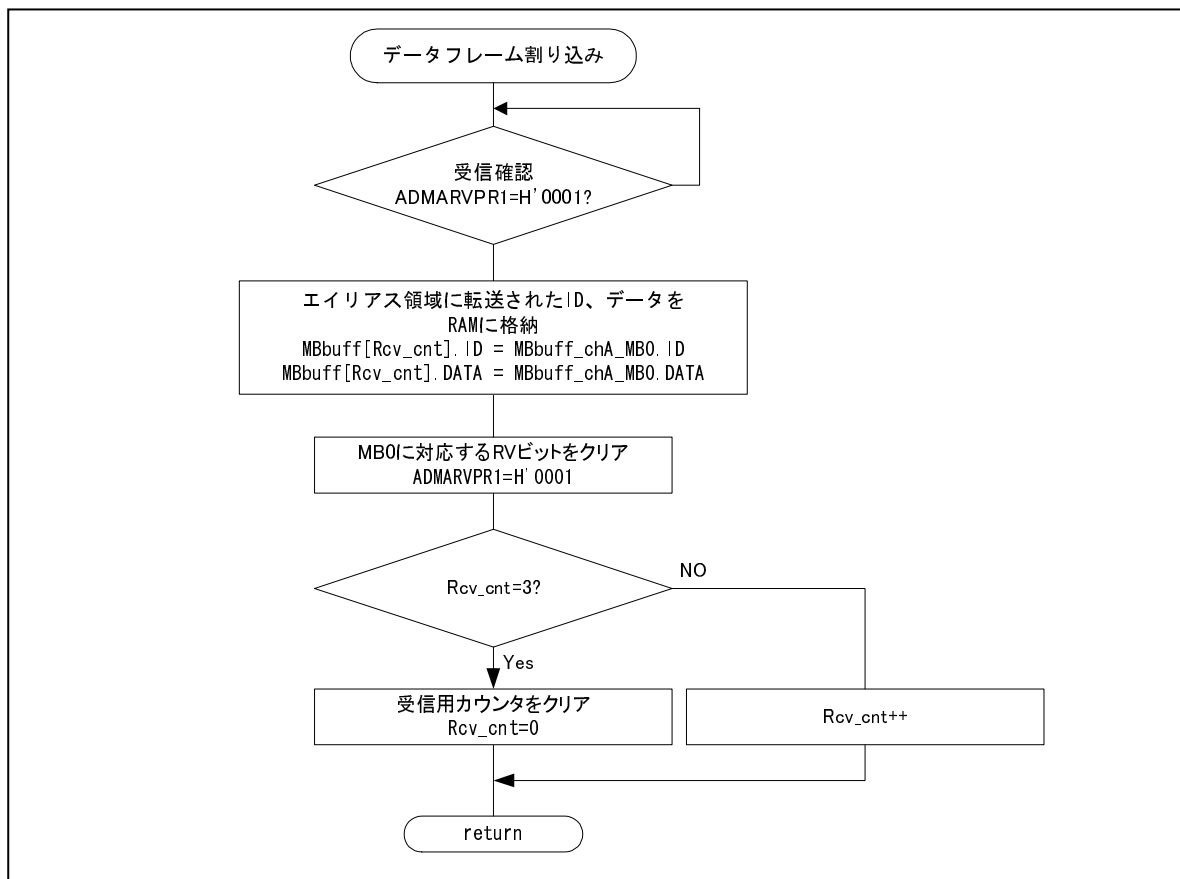 データフレーム割り込み
受信確認
ADMARVPR1=H'0001?
エイリアス領域に転送されたID、データを
RAMに格納
MBbuff[Rcv_cnt].ID = MBbuff_chA_MB0.ID
MBbuff[Rcv_cnt].DATA = MBbuff_chA_MB0.DATA
MB0に対応するRVビットをクリア
ADMARVPR1=H'0001
Rcv_cnt=3?
NO
Yes
受信用カウンタをクリア
Rcv_cnt=0
Rcv_cnt++
return